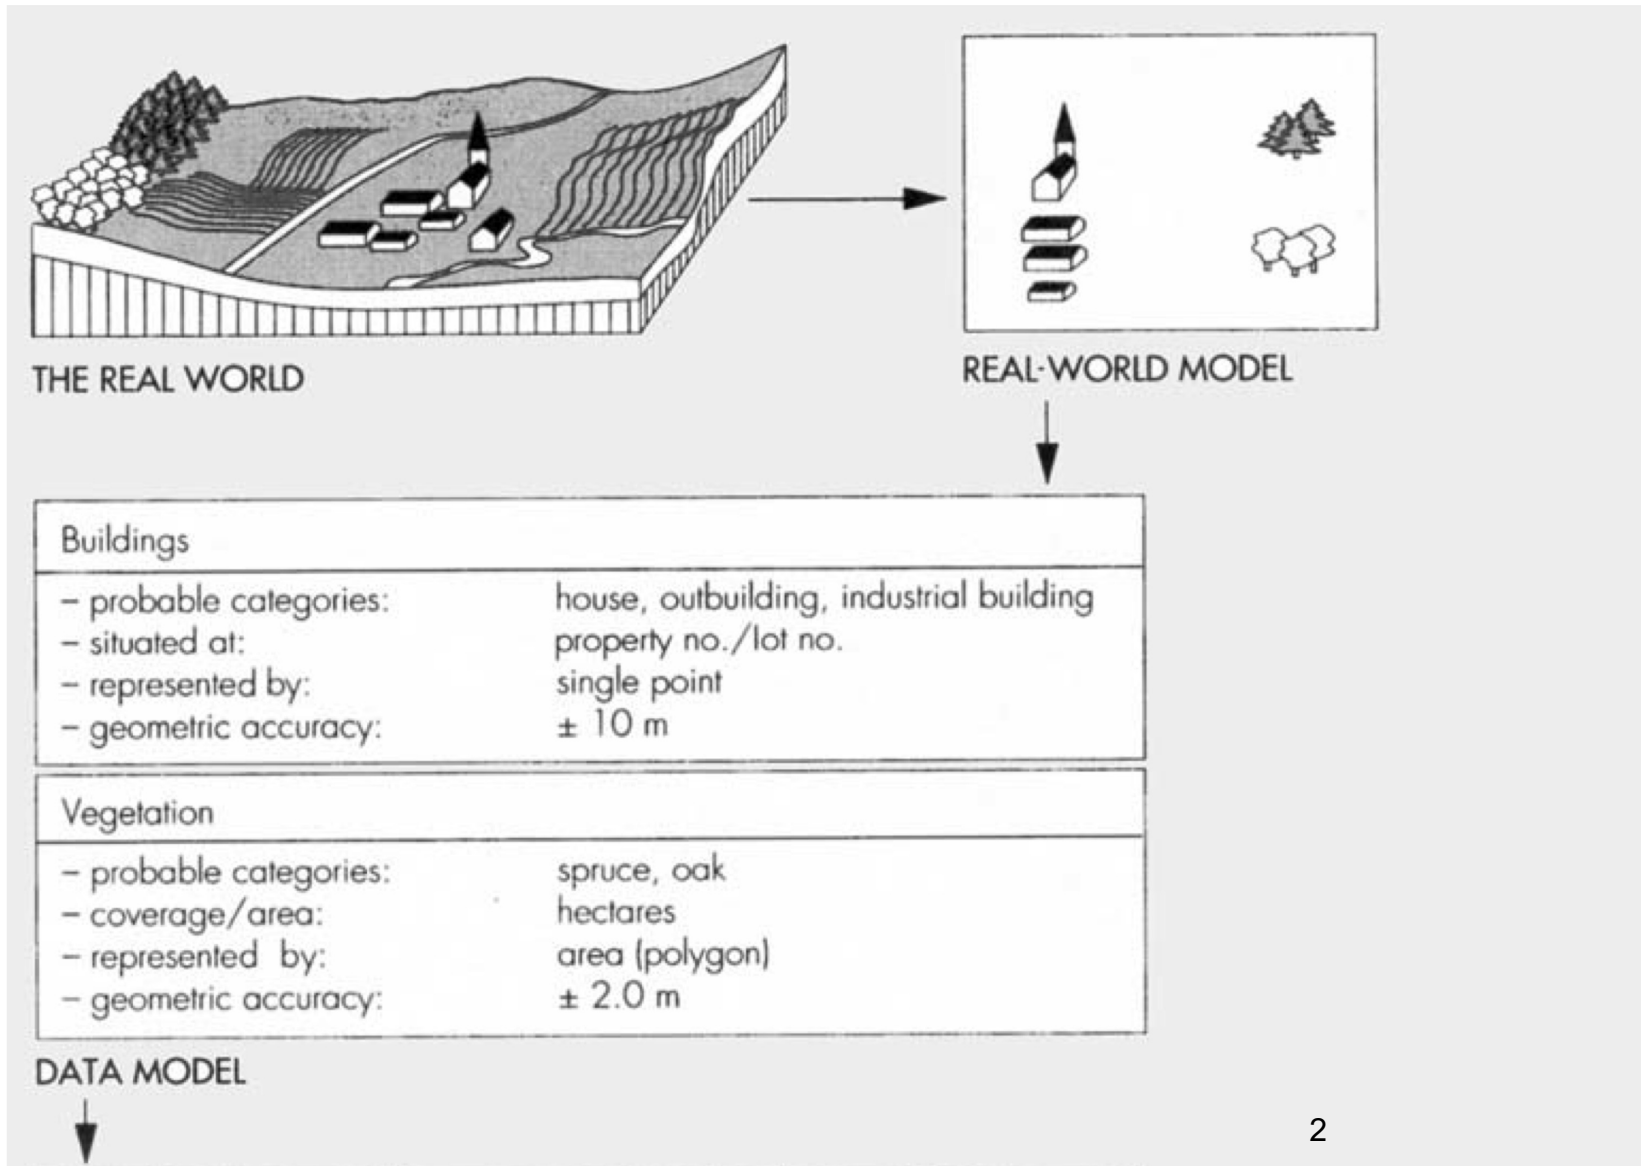 THE REAL WORLD
REAL-WORLD MODEL
Buildings
– probable categories: house, outbuilding, industrial building
– situated at: property no./lot no.
– represented by: single point
– geometric accuracy: ± 10 m
Vegetation
– probable categories: spruce, oak
– coverage/area: hectares
– represented by: area (polygon)
– geometric accuracy: ± 2.0 m
DATA MODEL
2